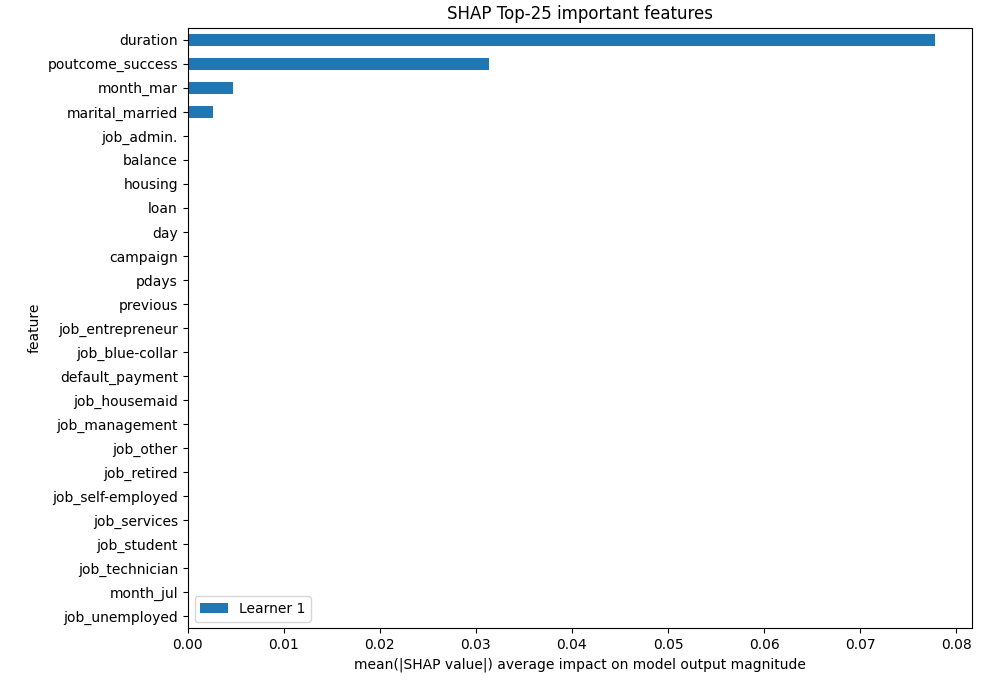 SHAP Top-25 important features
duration
poutcome_success
month_mar
marital_married
job_admin.
balance
housing
loan
day
campaign
pdays
previous
job_entrepreneur
job_blue-collar
default_payment
job_housemaid
job_management
job_other
job_retired
job_self-employed
job_services
job_student
job_technician
month_jul
job_unemployed
feature
Learner 1
0.00 0.01 0.02 0.03 0.04 0.05 0.06 0.07 0.08
mean(|SHAP value|) average impact on model output magnitude